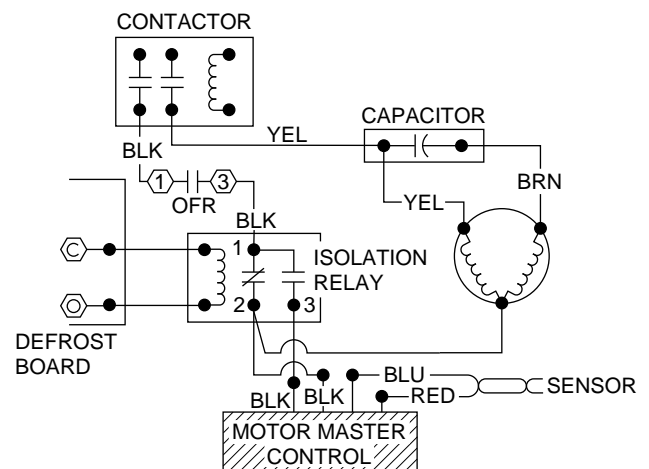 CONTACTOR
CAPACITOR
YEL
BLK
BRN
1
3
OFR
YEL
BLK
C
1
ISOLATION
RELAY
O
2
3
DEFROST
BOARD
BLU
SENSOR
BLK
BLK
RED
MOTOR MASTER
CONTROL